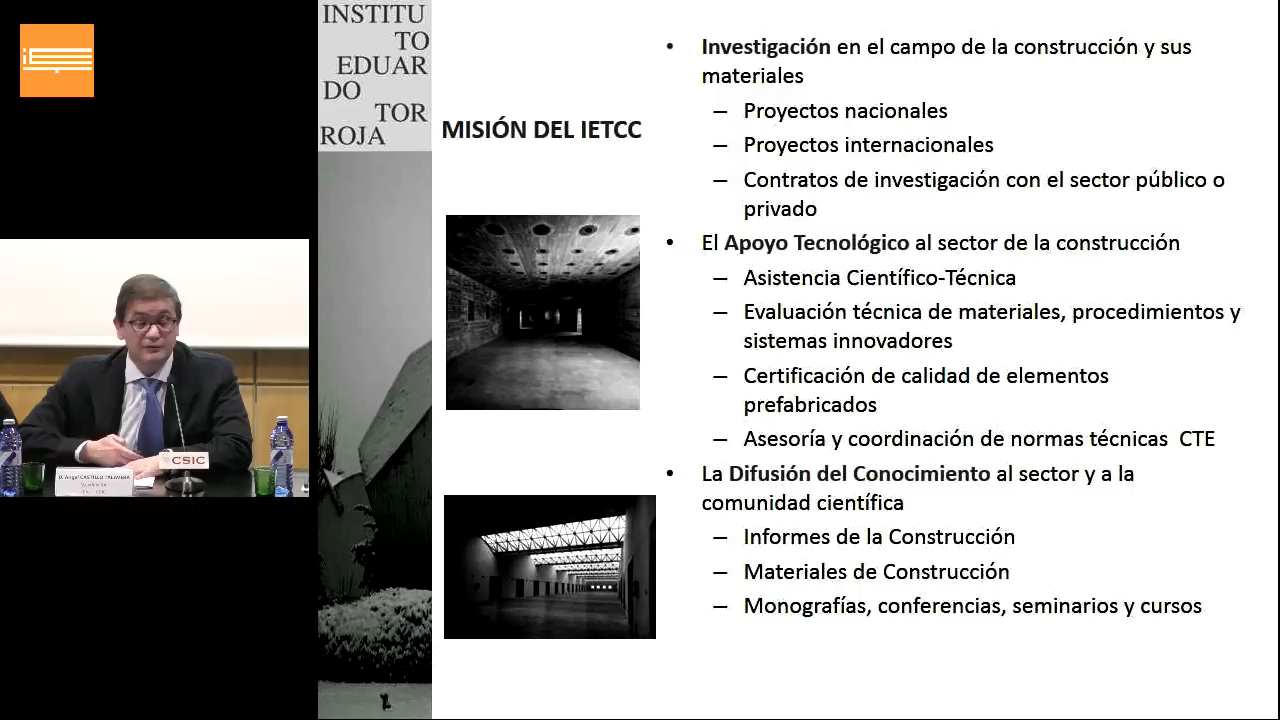 INSTITU
TO
EDUAR
DO
TOR
ROJA
MISIÓN DEL IETCC
• Investigación en el campo de la construcción y sus
materiales
– Proyectos nacionales
– Proyectos internacionales
– Contratos de investigación con el sector público o
privado
• El Apoyo Tecnológico al sector de la construcción
– Asistencia Científico-Técnica
– Evaluación técnica de materiales, procedimientos y
sistemas innovadores
– Certificación de calidad de elementos
prefabricados
– Asesoría y coordinación de normas técnicas CTE
• La Difusión del Conocimiento al sector y a la
comunidad científica
– Informes de la Construcción
– Materiales de Construcción
– Monografías, conferencias, seminarios y cursos
CSIC
D. Angel CASTILLO TALAVERA